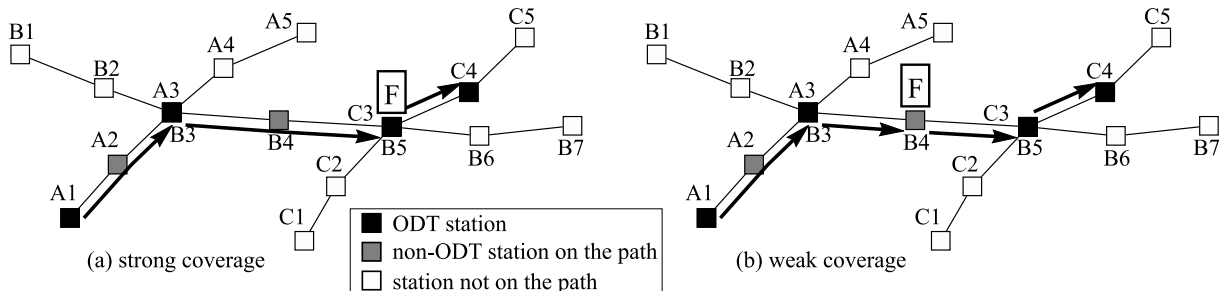 B1
B2
A3
A4
A5
A2
B3
B4
F
C3
B5
C4
C5
B6
B7
A1
C2
C1
(a) strong coverage
ODT station
non-ODT station on the path
station not on the path
B1
B2
A3
A4
A5
A2
B3
F
B4
C3
B5
C4
C5
B6
B7
A1
C2
C1
(b) weak coverage